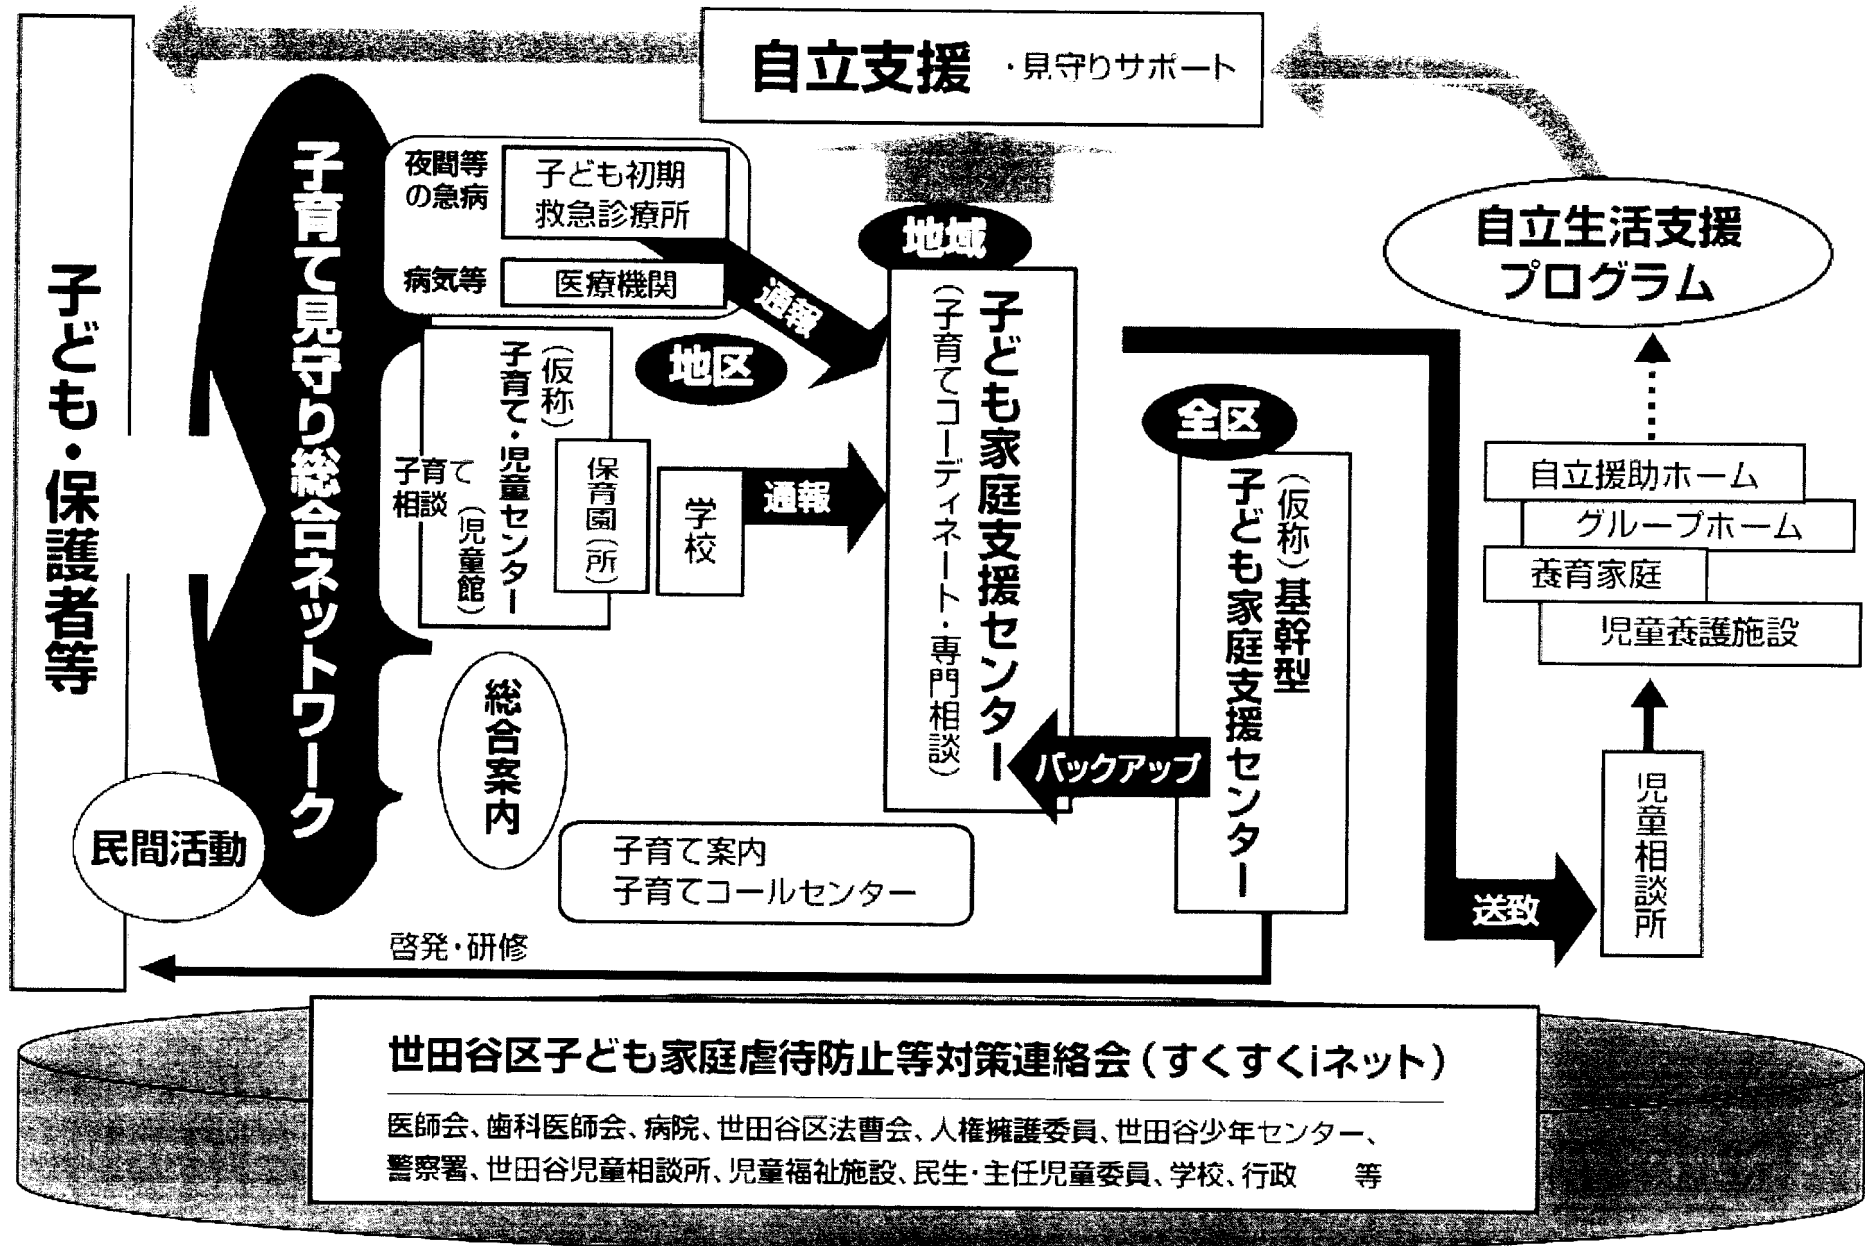 自立支援 ・見守りサポート
子ども・保護者等
子育て見守り総合ネットワーク
夜間等
の急病
子ども初期
救急診療所
病気等
医療機関
通報
地域
子ども家庭支援センター
（子育てコーディネート・専門相談）
地区
（仮称）
子育て・児童センター
（児童館）
子育て
相談
保育園（所）
学校
通報
全区
（仮称）基幹型
子ども家庭支援センター
バックアップ
総合案内
子育て案内
子育てコールセンター
民間活動
啓発・研修
自立生活支援
プログラム
自立援助ホーム
グループホーム
養育家庭
児童養護施設
児童相談所
送致
世田谷区子ども家庭虐待防止等対策連絡会（すくすくiネット）
医師会、歯科医師会、病院、世田谷区法曹会、人権擁護委員、世田谷少年センター、
警察署、世田谷児童相談所、児童福祉施設、民生・主任児童委員、学校、行政　等